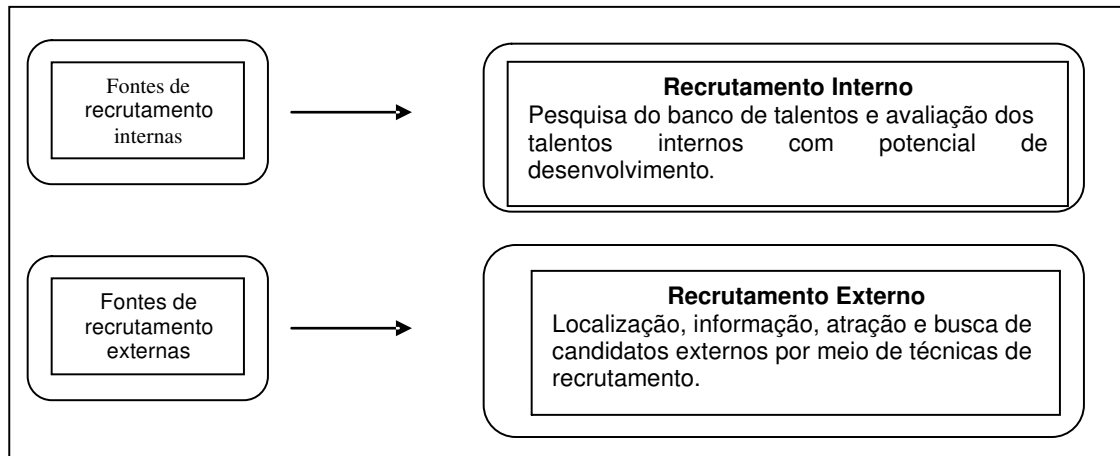 Fontes de
recrutamento
internas
Recrutamento Interno
Pesquisa do banco de talentos e avaliação dos
talentos internos com potencial de
desenvolvimento.
Fontes de
recrutamento
externas
Recrutamento Externo
Localização, informação, atração e busca de
candidatos externos por meio de técnicas de
recrutamento.